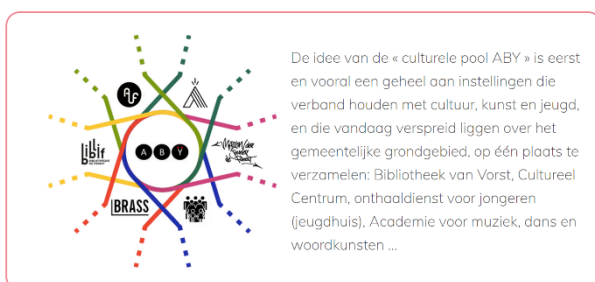 De idee van de « culturele pool ABY » is eerst
en vooral een geheel aan instellingen die
verband houden met cultuur, kunst en jeugd,
en die vandaag verspreid liggen over het
gemeentelijke grondgebied, op één plaats te
verzamelen: Bibliotheek van Vorst, Cultureel
Centrum, onthaaldienst voor jongeren
(jeugdhuis), Academie voor muziek, dans en
woordkunsten ...
ABY
BRASS